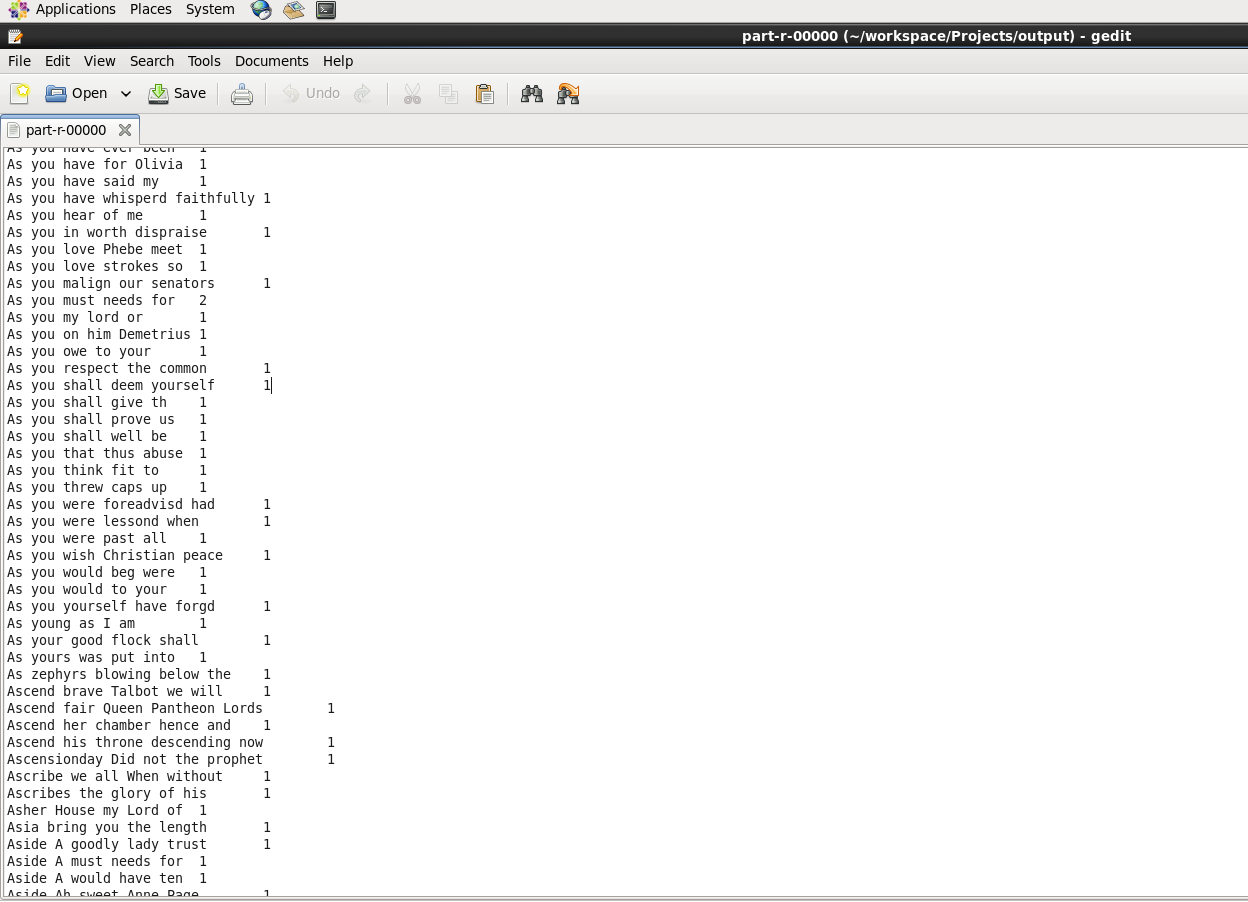 Applications Places System
part-r-00000 (~/workspace/Projects/output) - gedit
File Edit View Search Tools Documents Help
Open Save Undo
part-r-00000
As you have ever been 1
As you have for Olivia 1
As you have said my 1
As you have whisperd faithfully 1
As you hear of me 1
As you in worth dispraise 1
As you love Phebe meet 1
As you love strokes so 1
As you malign our senators 1
As you must needs for 2
As you my lord or 1
As you on him Demetrius 1
As you owe to your 1
As you respect the common 1
As you shall deem yourself 1
As you shall give th 1
As you shall prove us 1
As you shall well be 1
As you that thus abuse 1
As you think fit to 1
As you threw caps up 1
As you were foreadvisd had 1
As you were lessond when 1
As you were past all 1
As you wish Christian peace 1
As you would beg were 1
As you would to your 1
As you yourself have forgd 1
As young as I am 1
As your good flock shall 1
As yours was put into 1
As zephyrs blowing below the 1
Ascend brave Talbot we will 1
Ascend fair Queen Pantheon Lords 1
Ascend her chamber hence and 1
Ascend his throne descending now 1
Ascensionday Did not the prophet 1
Ascribe we all When without 1
Ascribes the glory of his 1
Asher House my Lord of 1
Asia bring you the length 1
Aside A goodly lady trust 1
Aside A must needs for 1
Aside A would have ten 1
Aside Ah sweet Anne Page 1